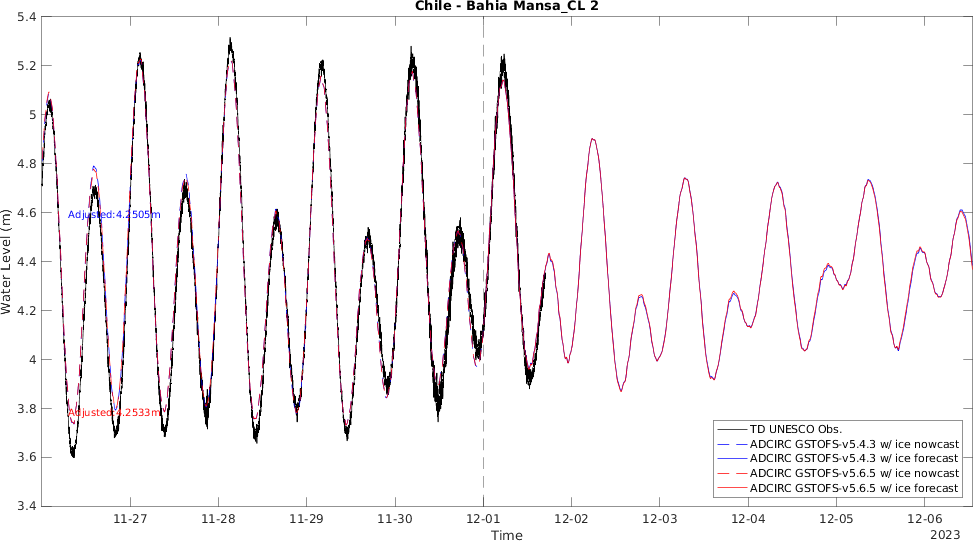 Chile - Bahia Mansa_CL 2
5.4
5.2
5
4.8
4.6
4.4
4.2
4
3.8
3.6
3.4
Water Level (m)
Adjusted:4.2505m
Adjusted:4.2533m
TD UNESCO Obs.
ADCIRC GSTOFS-v5.4.3 w/ ice nowcast
ADCIRC GSTOFS-v5.4.3 w/ ice forecast
ADCIRC GSTOFS-v5.6.5 w/ ice nowcast
ADCIRC GSTOFS-v5.6.5 w/ ice forecast
11-27 11-28 11-29 11-30 12-01 12-02 12-03 12-04 12-05 12-06
2023
Time